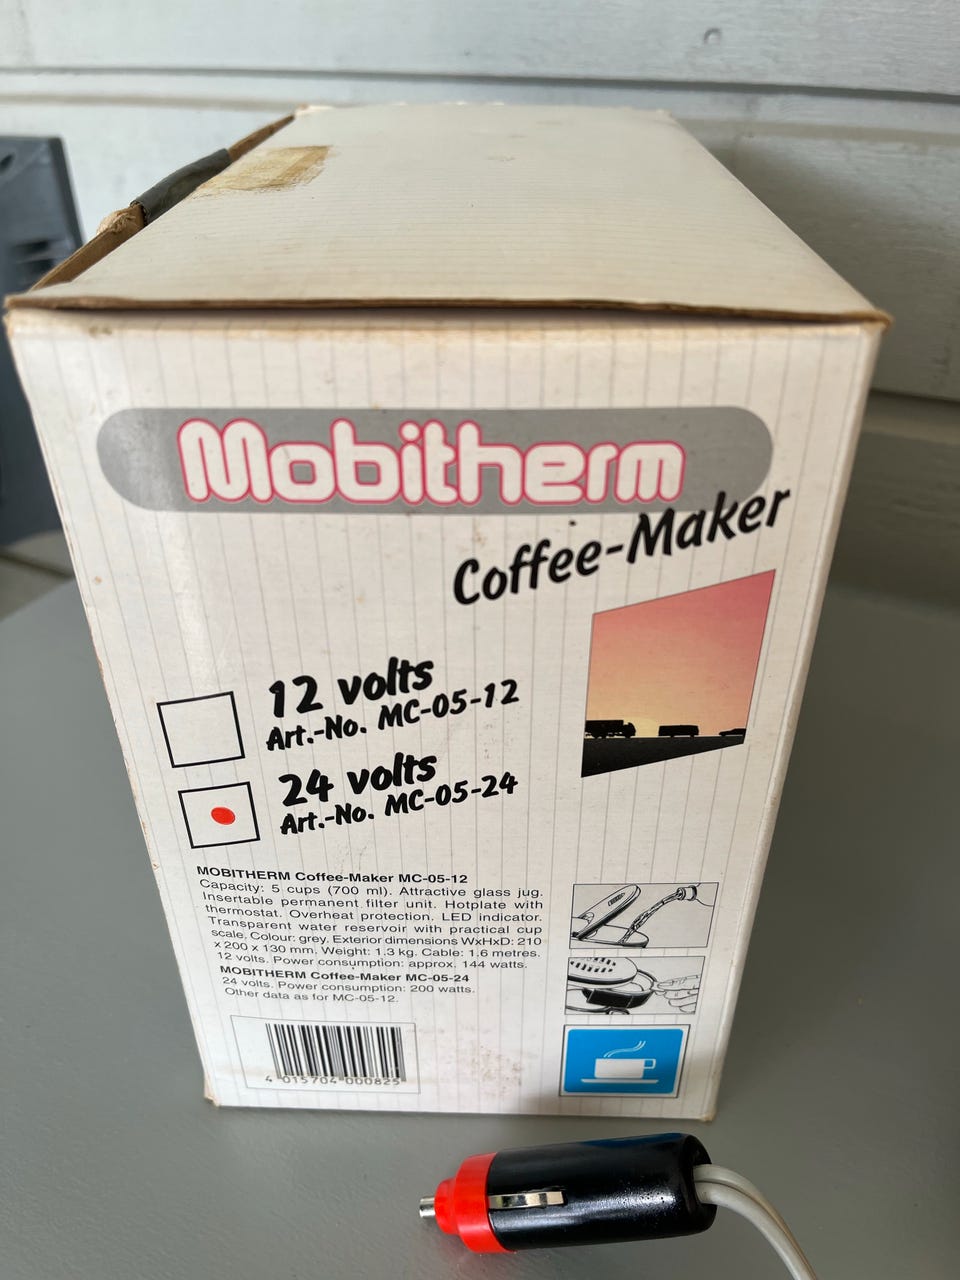 Mobitherm
Coffee-Maker
12 volts
Art.-No. MC-05-12
24 volts
Art.-No. MC-05-24
MOBITHERM Coffee-Maker MC-05-12
Capacity: 5 cups (700 ml). Attractive glass jug.
Insertable permanent filter unit. Hotplate with
thermostat. Overheat protection. LED indicator.
Transparent water reservoir with practical cup
scale. Colour: grey. Exterior dimensions WxHxD: 210
x 200 x 130 mm. Weight: 1.3 kg. Cable: 1.6 metres.
12 volts. Power consumption: approx. 144 watts.
MOBITHERM Coffee-Maker MC-05-24
24 volts. Power consumption: 200 watts.
Other data as for MC-05-12.
4 015704 000825